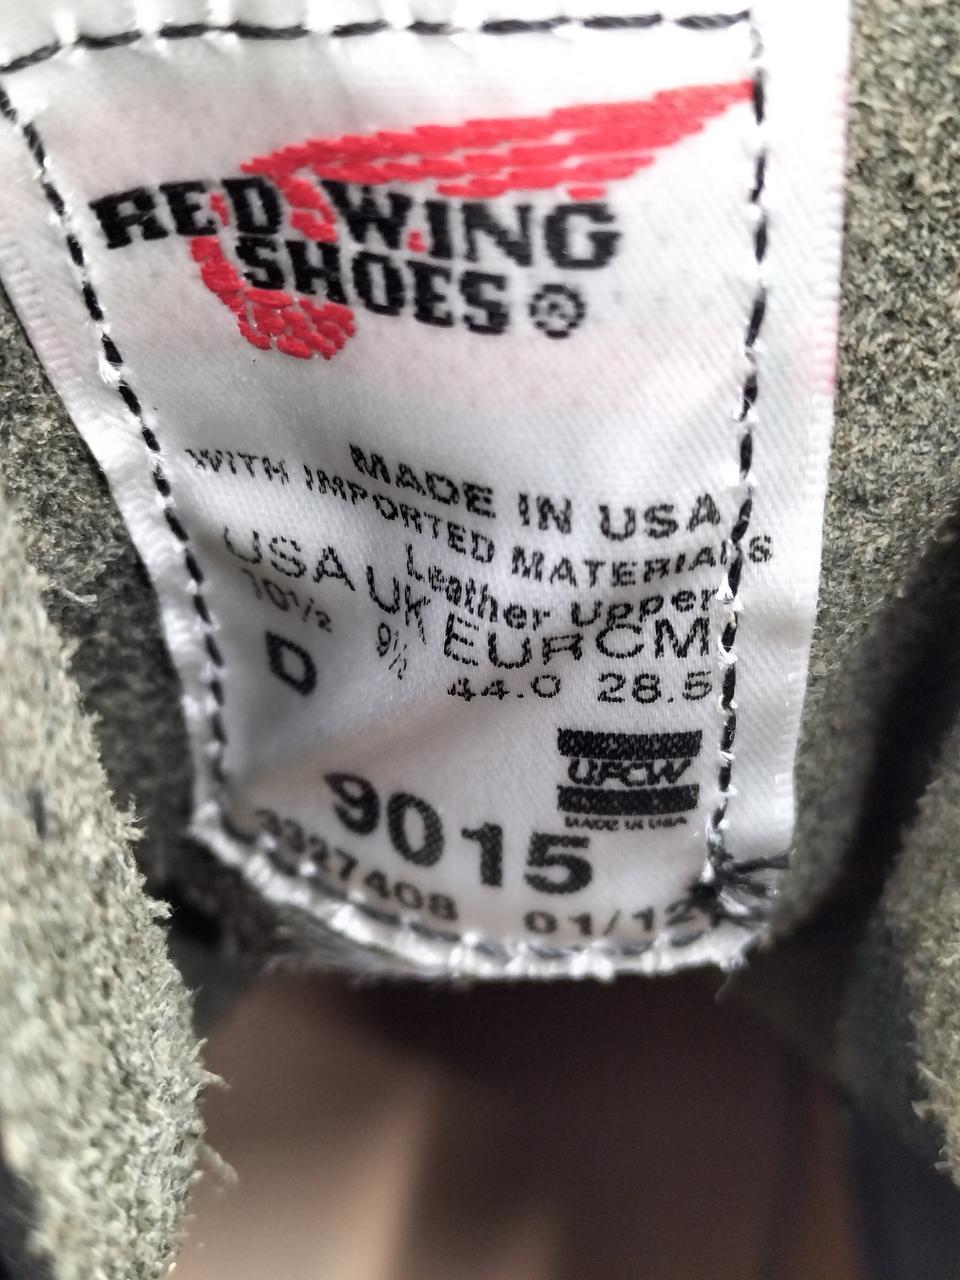 RED WING
SHOES ®
MADE IN USA
WITH IMPORTED MATERIALS
Leather Upper
USA UK EUR CM
10½ 9½ 44.0 28.5
D
UFCW
MADE IN USA
9015
3327408 01/12